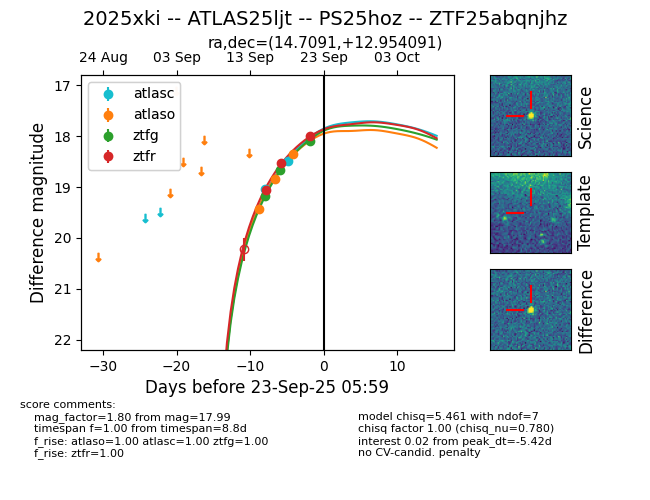 2025xki -- ATLAS25ljt -- PS25hoz -- ZTF25abqnjhz
ra,dec=(14.7091,+12.954091)
24 Aug 03 Sep 13 Sep 23 Sep 03 Oct
atlasc
atlaso
ztfg
ztfr
17
18
19
20
21
22
Difference magnitude
−30 −20 −10 0 10
Days before 23-Sep-25 05:59
Science
Template
Difference
score comments:
mag_factor=1.80 from mag=17.99
timespan f=1.00 from timespan=8.8d
f_rise: atlaso=1.00 atlasc=1.00 ztfg=1.00
f_rise: ztfr=1.00
model chisq=5.461 with ndof=7
chisq factor 1.00 (chisq_nu=0.780)
interest 0.02 from peak_dt=-5.42d
no CV-candid. penalty